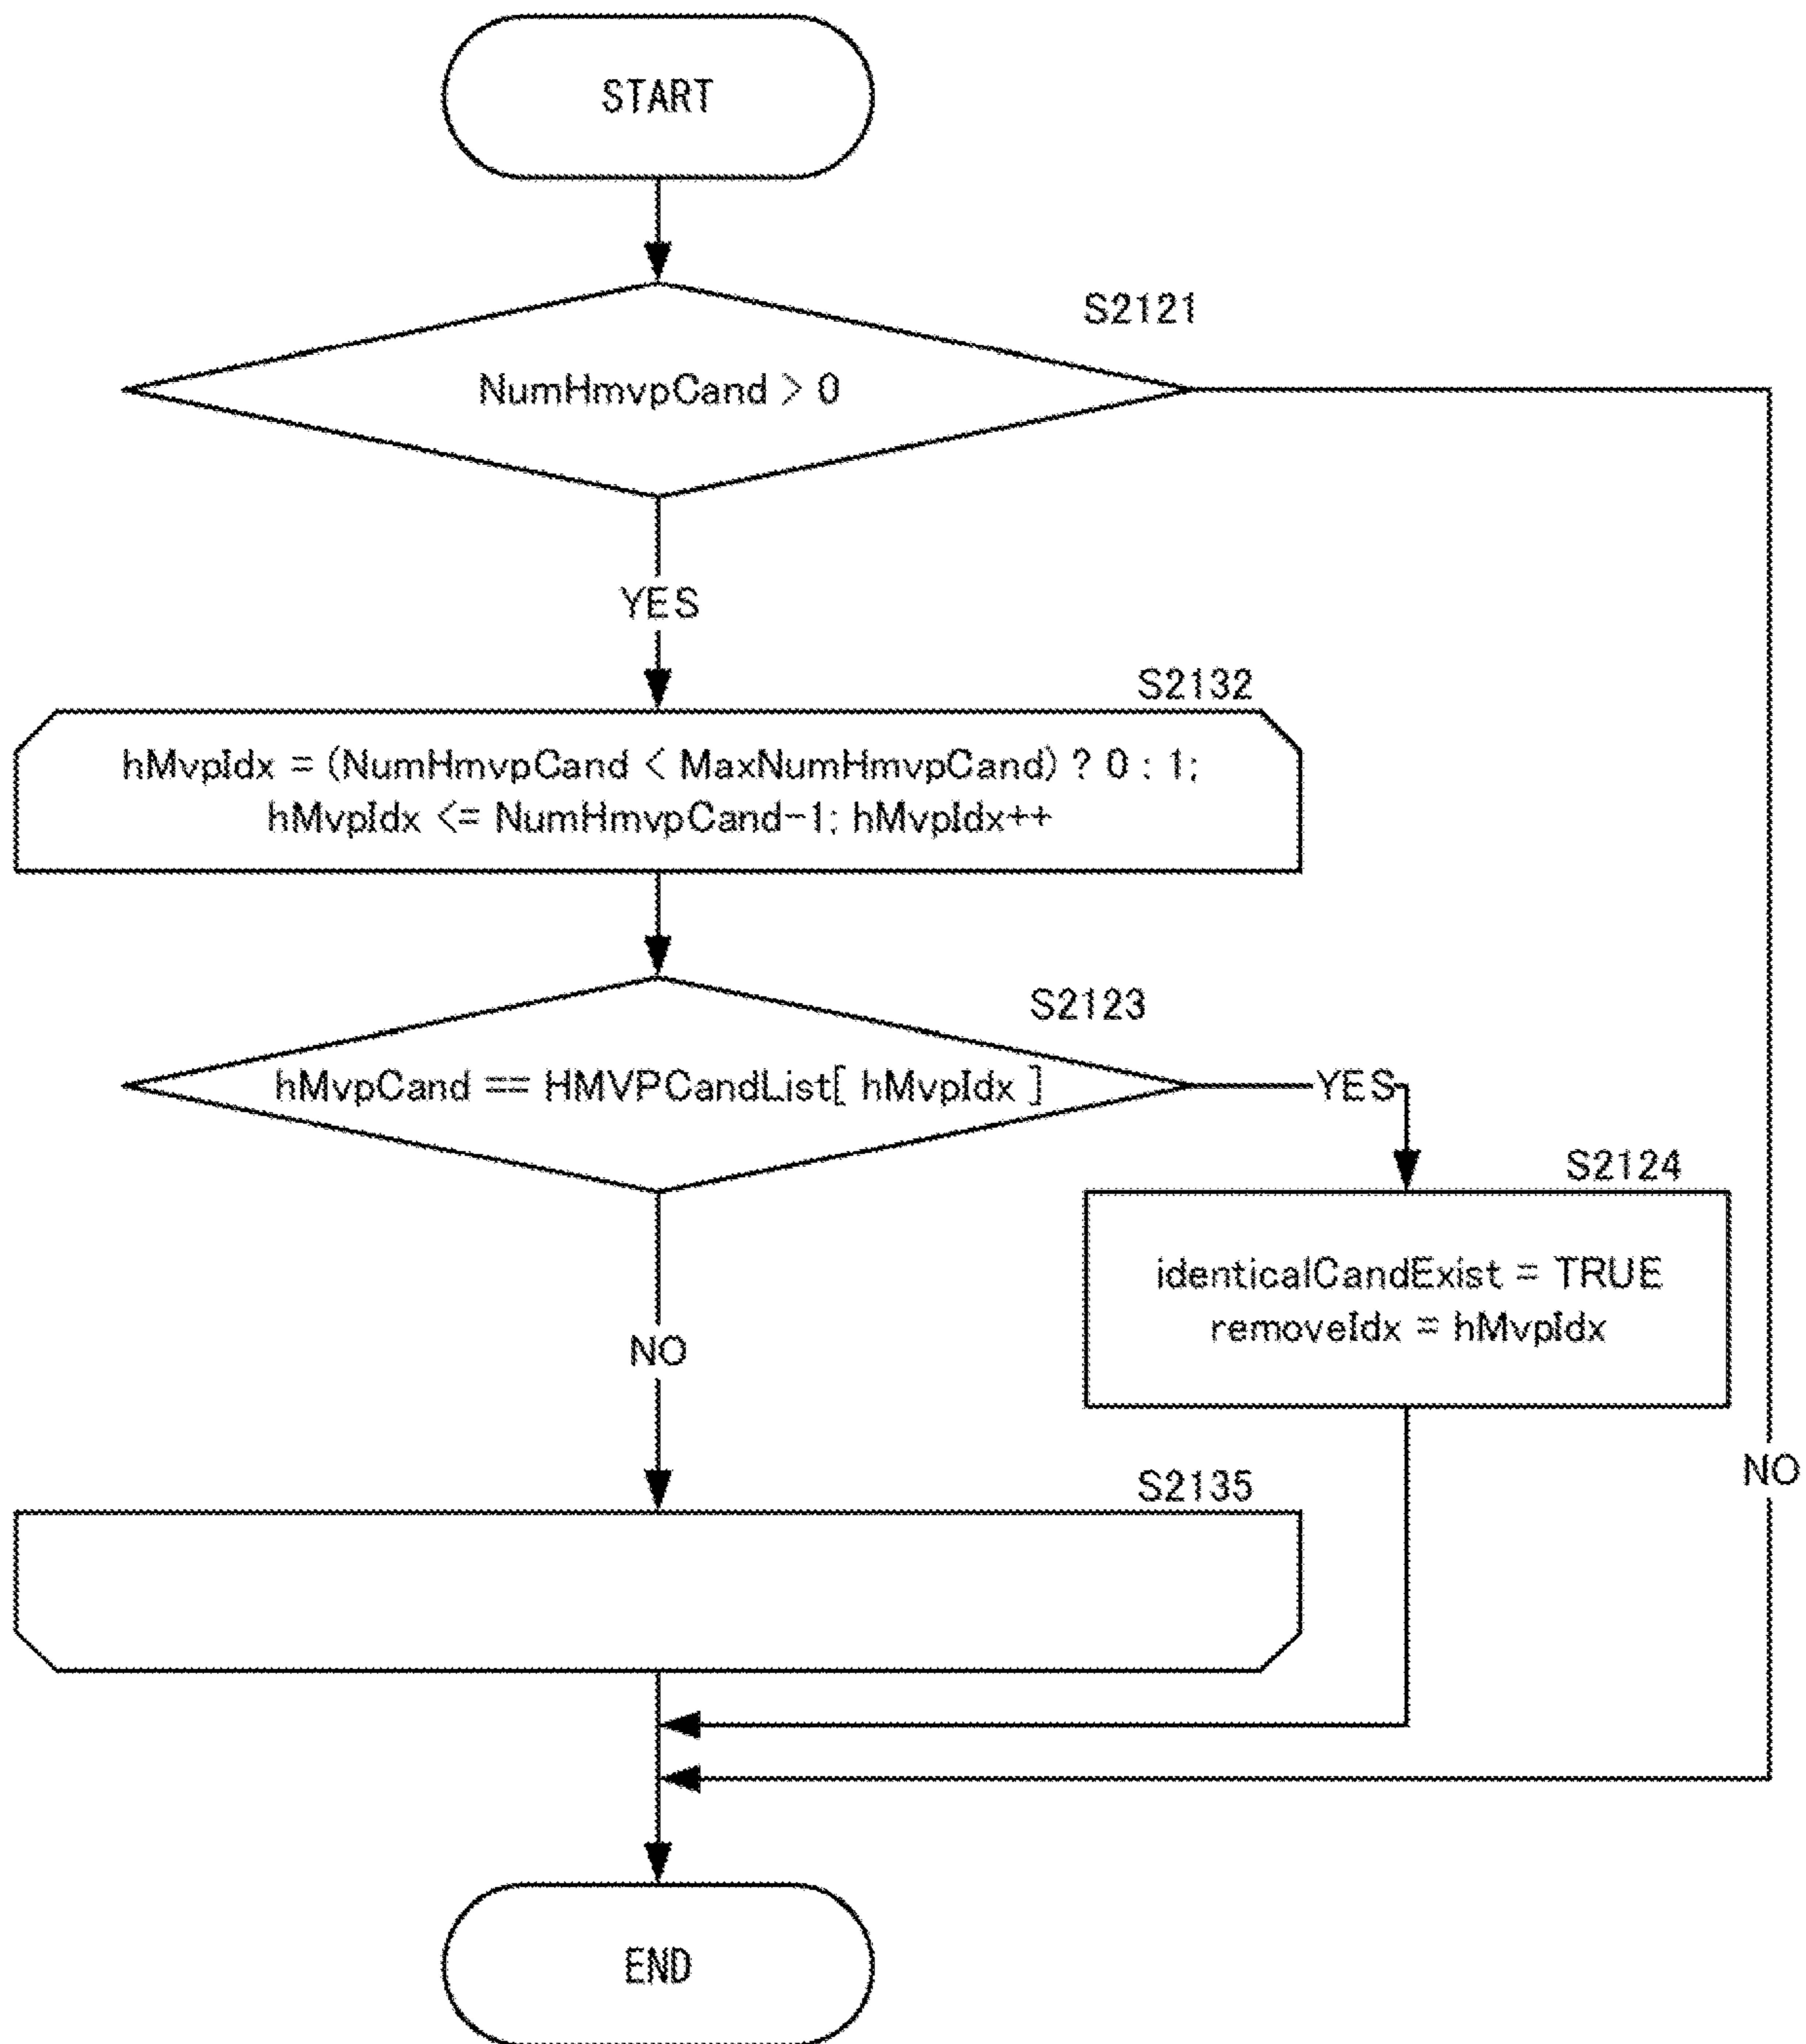 START
S2121
NumHmvpCand > 0
YES
S2132
hMvpIdx = (NumHmvpCand < MaxNumHmvpCand) ? 0 : 1;
hMvpIdx <= NumHmvpCand-1; hMvpIdx++
S2123
hMvpCand == HMVPCandList[ hMvpIdx ]
YES
S2124
identicalCandExist = TRUE
removeIdx = hMvpIdx
NO
NO
S2135
END